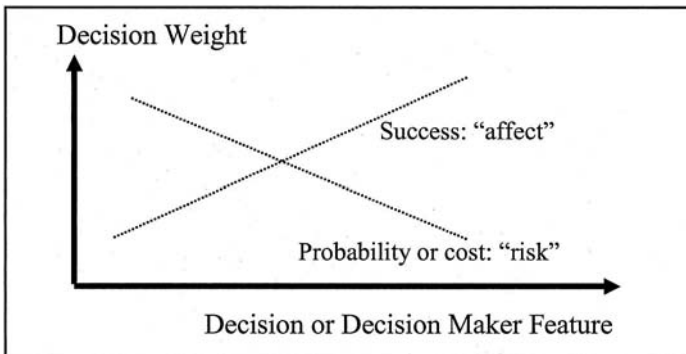 Decision Weight
Success: “affect”
Probability or cost: “risk”
Decision or Decision Maker Feature